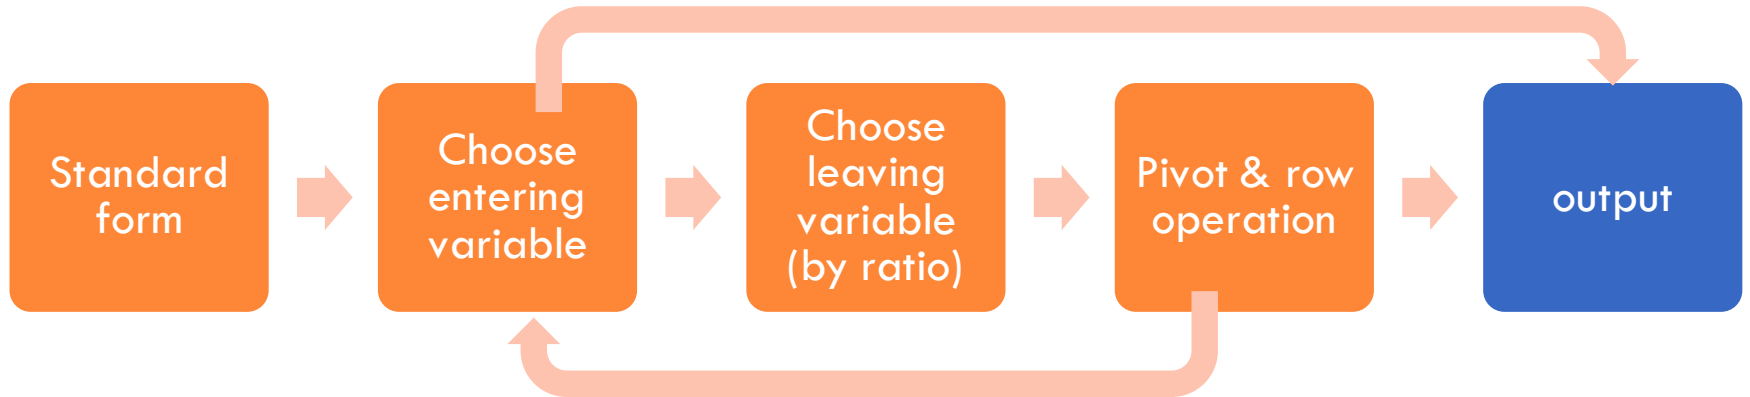 Standard
form
Choose
entering
variable
Choose
leaving
variable
(by ratio)
Pivot & row
operation
output